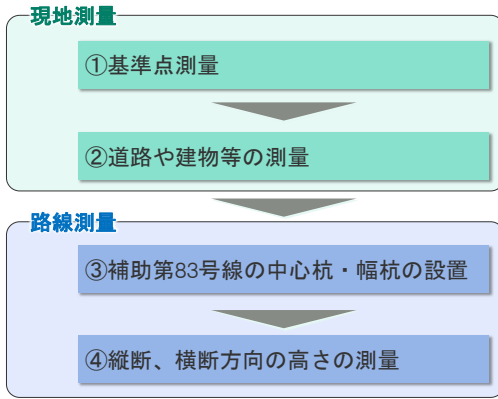 現地測量
①基準点測量
②道路や建物等の測量
路線測量
③補助第83号線の中心杭・幅杭の設置
④縦断、横断方向の高さの測量